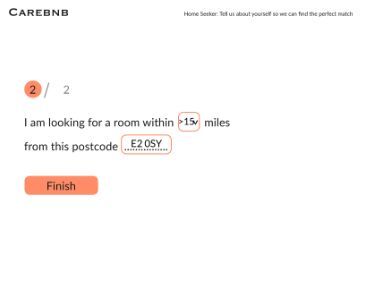 CAREBNB
Home Seeker: Tell us about yourself so we can find the perfect match
2 / 2
I am looking for a room within >15 miles
from this postcode E2 0SY
Finish